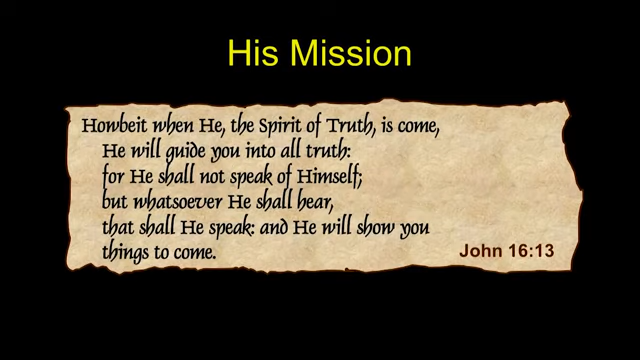 His Mission
Howbeit when He, the Spirit of Truth, is come,
He will guide you into all truth:
for He shall not speak of Himself;
but whatsoever He shall hear,
that shall He speak: and He will show you
things to come.
John 16:13